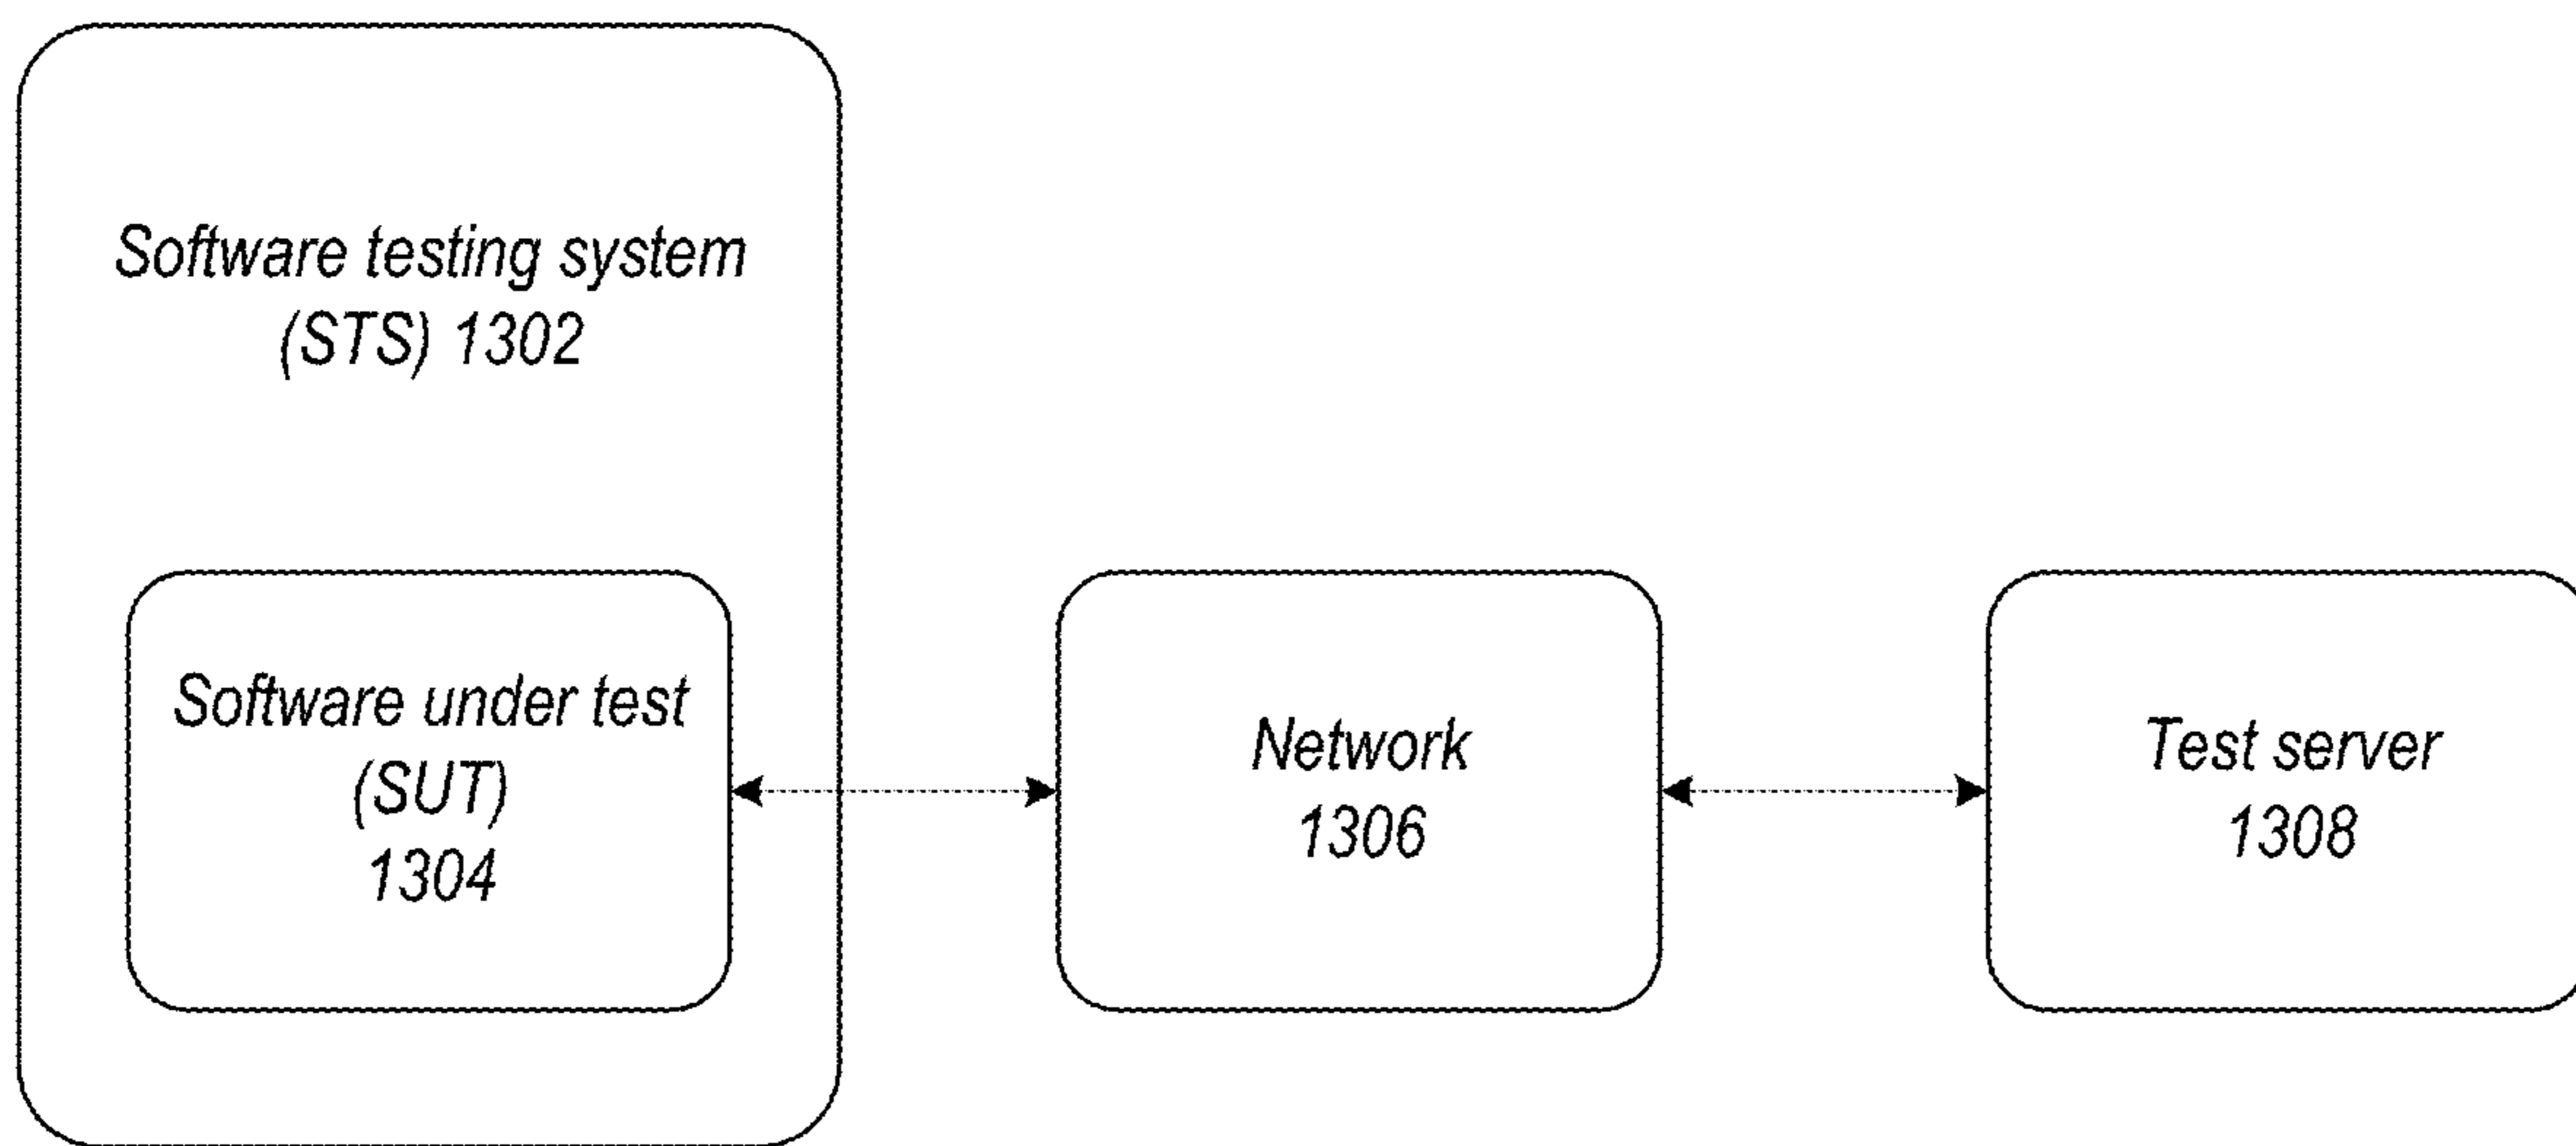 Software testing system
(STS) 1302
Software under test
(SUT)
1304
Network
1306
Test server
1308